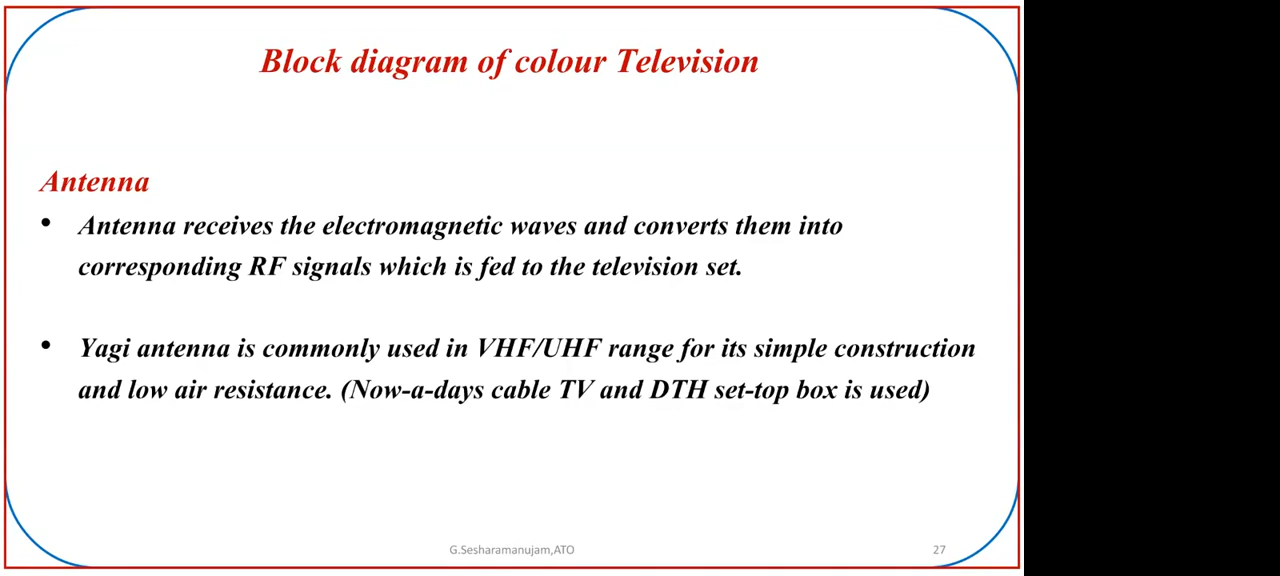 Block diagram of colour Television
Antenna
• Antenna receives the electromagnetic waves and converts them into
corresponding RF signals which is fed to the television set.
• Yagi antenna is commonly used in VHF/UHF range for its simple construction
and low air resistance. (Now-a-days cable TV and DTH set-top box is used)
G.Sesharamanujam,ATO
27